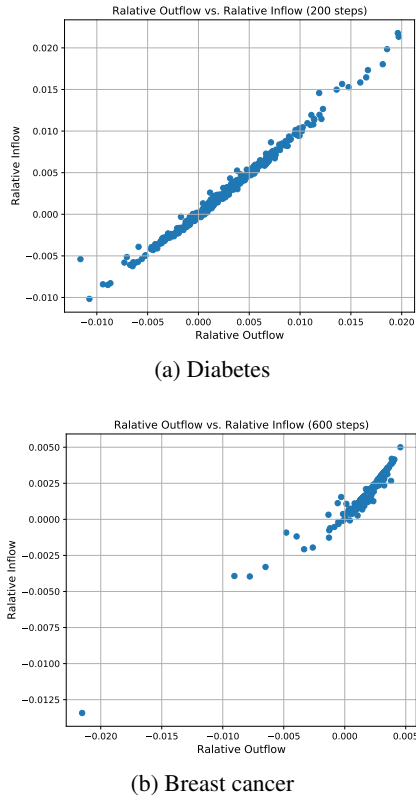 Ralative Outflow vs. Ralative Inflow (200 steps)
0.020
0.015
0.010
0.005
0.000
−0.005
−0.010
Ralative Inflow
−0.010 −0.005 0.000 0.005 0.010 0.015 0.020
Ralative Outflow
(a) Diabetes
Ralative Outflow vs. Ralative Inflow (600 steps)
0.0050
0.0025
0.0000
−0.0025
−0.0050
−0.0075
−0.0100
−0.0125
Ralative Inflow
−0.020 −0.015 −0.010 −0.005 0.000 0.005
Ralative Outflow
(b) Breast cancer